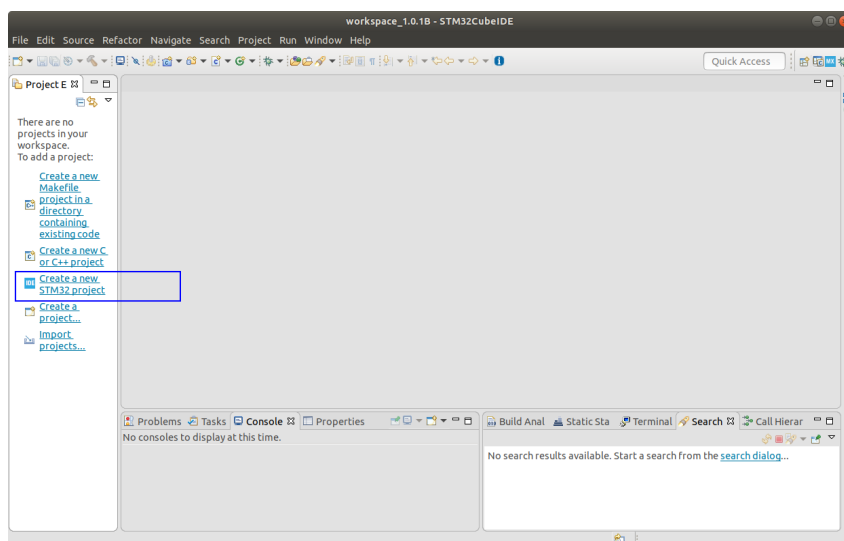 workspace_1.0.1B - STM32CubeIDE
File Edit Source Refactor Navigate Search Project Run Window Help
Quick Access
Project E
There are no
projects in your
workspace.
To add a project:
Create a new
Makefile
project in a
directory
containing
existing code
Create a new C
or C++ project
IDE
Create a new
STM32 project
Create a
project...
Import
projects...
Problems Tasks Console Properties
No consoles to display at this time.
Build Anal Static Sta Terminal Search Call Hierar
No search results available. Start a search from the search dialog...